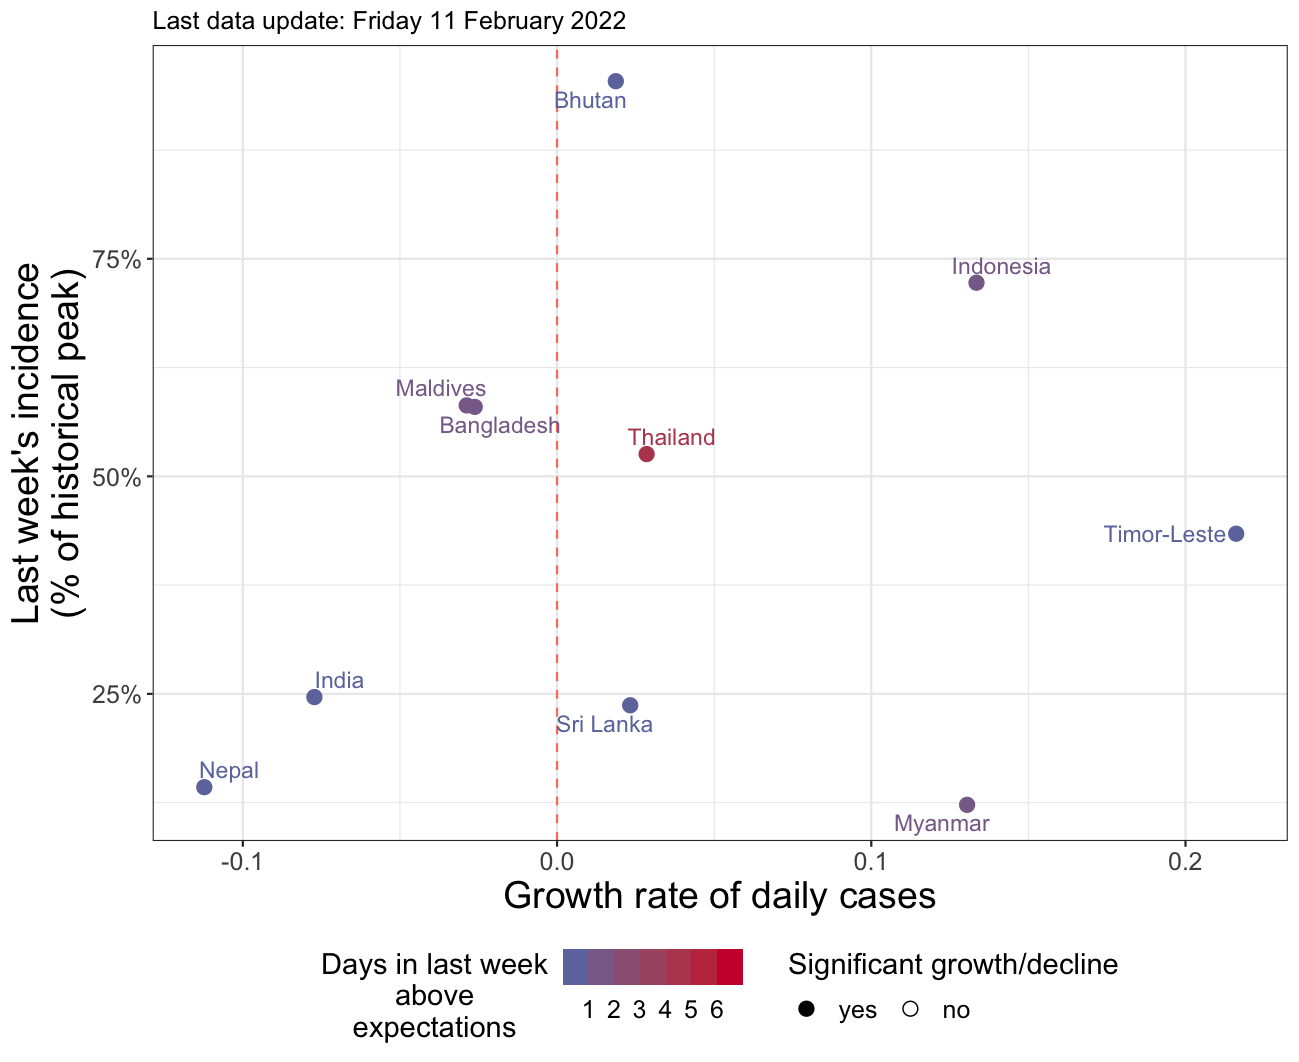 Last data update: Friday 11 February 2022
Last week's incidence
(% of historical peak)
75%
50%
25%
Bhutan
Indonesia
Maldives
Bangladesh
Thailand
Timor-Leste
India
Sri Lanka
Nepal
Myanmar
-0.1 0.0 0.1 0.2
Growth rate of daily cases
Days in last week
above
expectations
1 2 3 4 5 6
Significant growth/decline
yes no